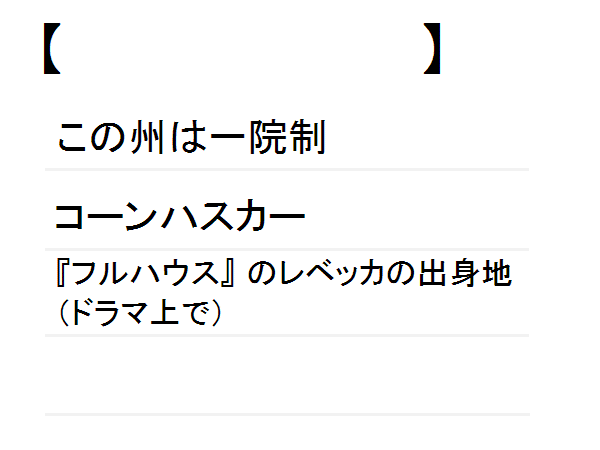 【 】
この州は一院制
コーンハスカー
『フルハウス』のレベッカの出身地
(ドラマ上で)